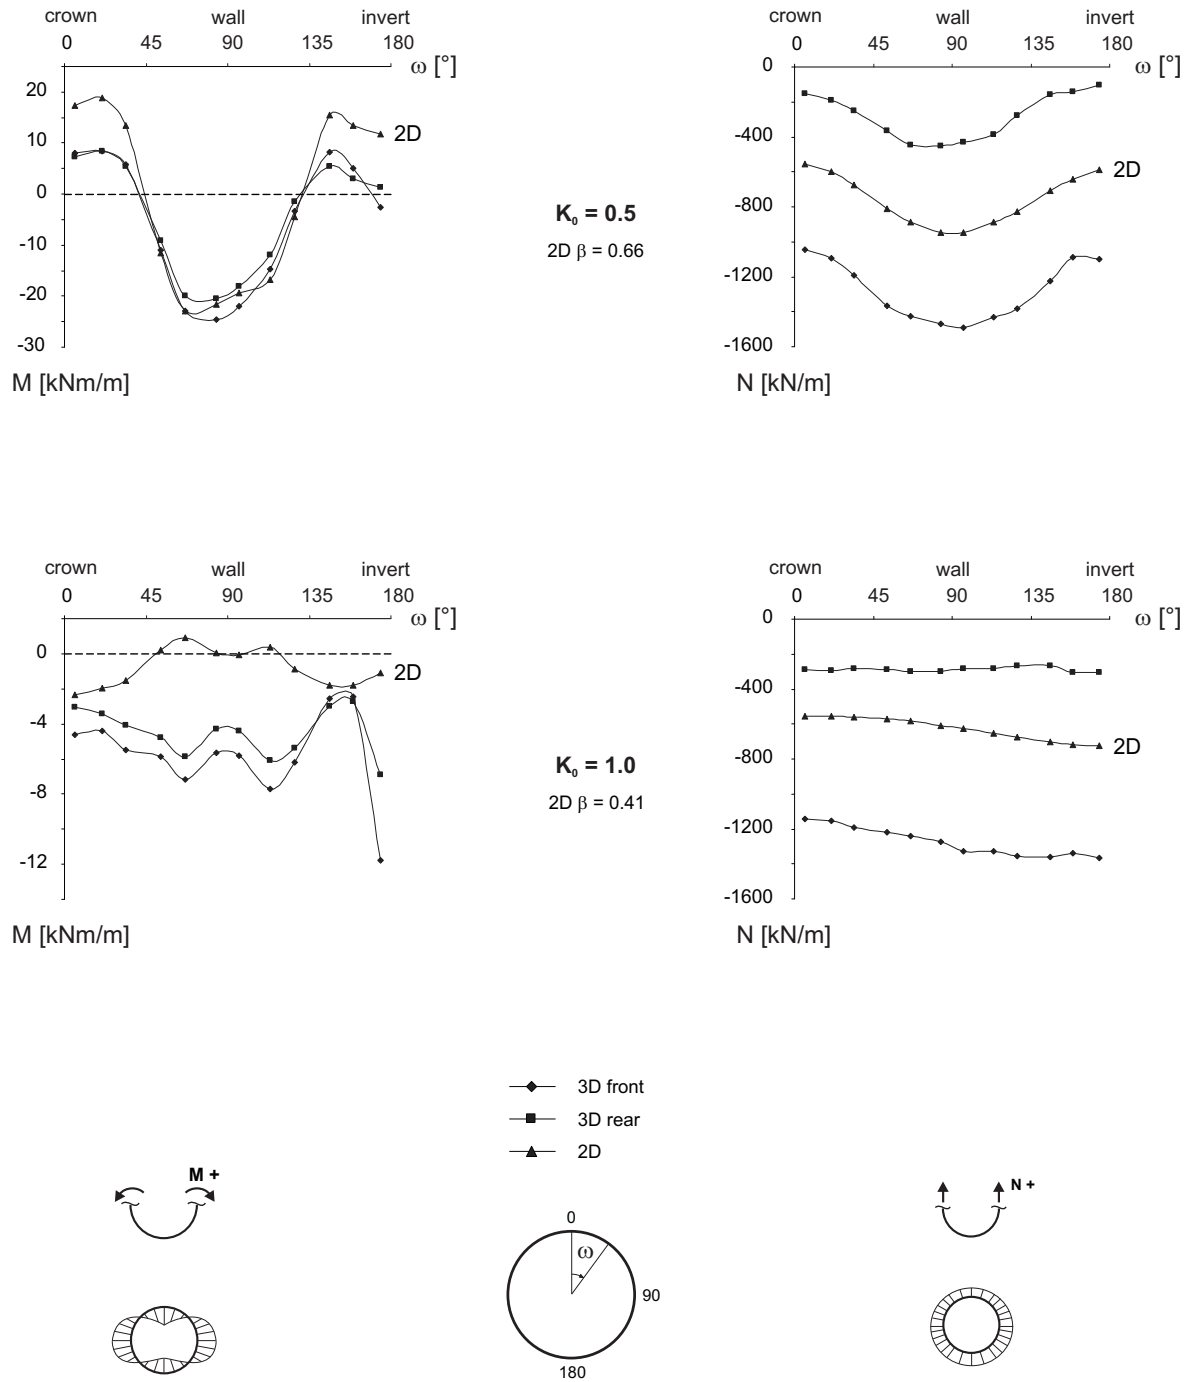 crown wall invert
0 45 90 135 180
ω [°]
20
10
0
-10
-20
-30
2D
M [kNm/m]
K₀ = 0.5
2D β = 0.66
crown wall invert
0 45 90 135 180
ω [°]
0
-400
-800
-1200
-1600
2D
N [kN/m]
crown wall invert
0 45 90 135 180
ω [°]
0
-4
-8
-12
2D
M [kNm/m]
K₀ = 1.0
2D β = 0.41
crown wall invert
0 45 90 135 180
ω [°]
0
-400
-800
-1200
-1600
2D
N [kN/m]
3D front
3D rear
2D
M +
0
ω
90
180
N +